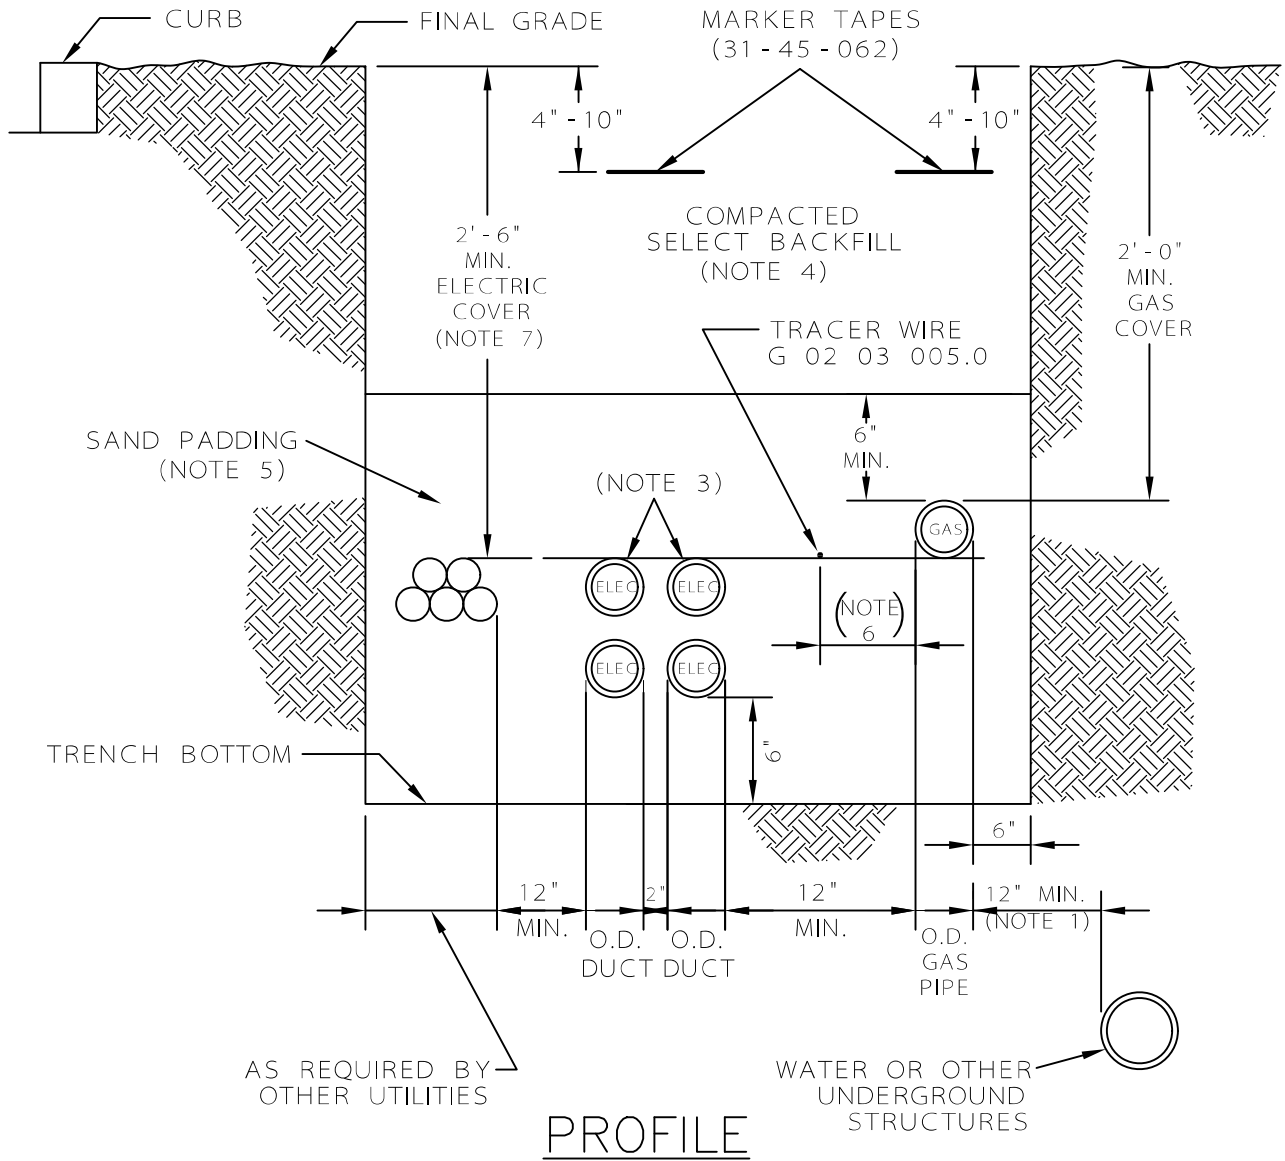 CURB
FINAL GRADE
MARKER TAPES
(31-45-062)
4"-10"
4"-10"
COMPACTED
SELECT BACKFILL
(NOTE 4)
2'-6"
MIN.
ELECTRIC
COVER
(NOTE 7)
2'-0"
MIN.
GAS
COVER
TRACER WIRE
G 02 03 005.0
SAND PADDING
(NOTE 5)
6"
MIN.
(NOTE 3)
GAS
ELEC
ELEC
(NOTE
6)
ELEC
ELEC
TRENCH BOTTOM
6"
6"
12"
MIN.
2"
12"
MIN.
12" MIN.
(NOTE 1)
O.D.
DUCT
O.D.
DUCT
O.D.
GAS
PIPE
AS REQUIRED BY
OTHER UTILITIES
WATER OR OTHER
UNDERGROUND
STRUCTURES
PROFILE